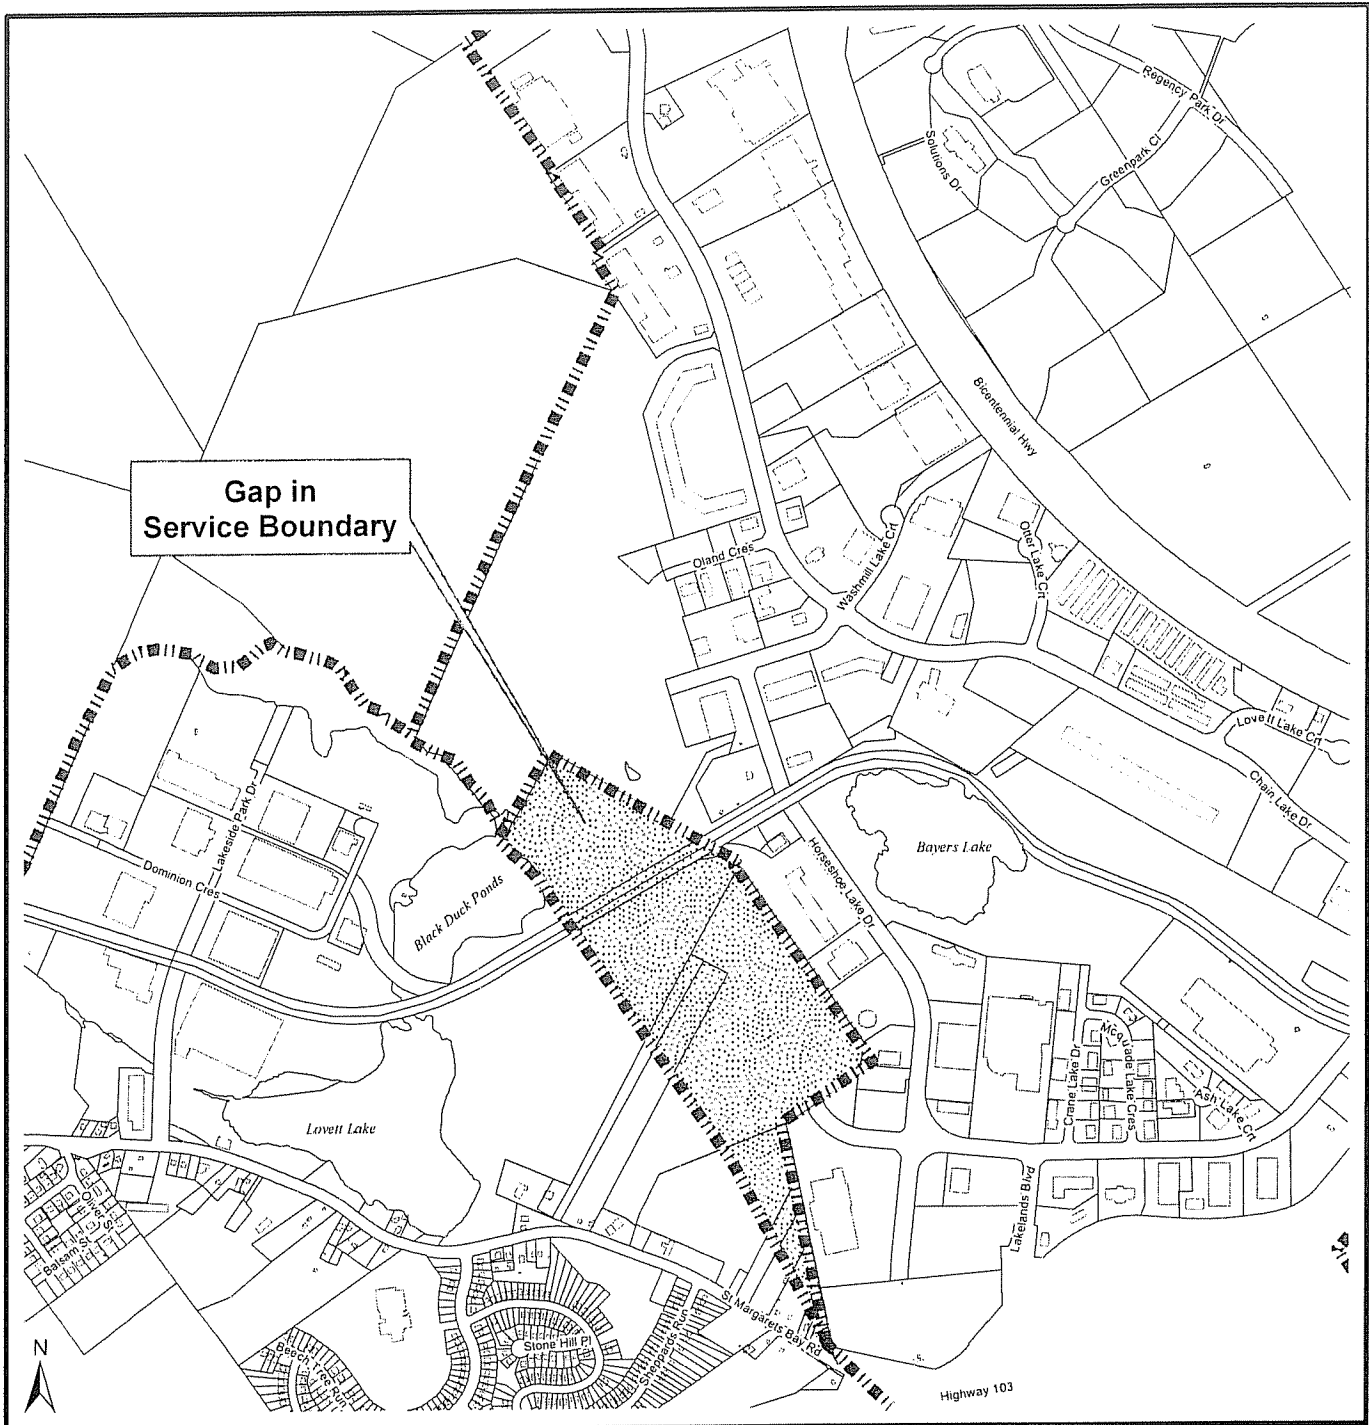 Regency Park Dr
Solutions Dr
Greenpark Cl
Bicentennial Hwy
Gap in
Service Boundary
Oland Cres
Washmill Lake Crt
Otter Lake Crt
Lovett Lake Crt
Chain Lake Dr
Lakeside Park Dr
Dominion Cres
Black Duck Ponds
Horseshoe Lake Dr
Bayers Lake
Crane Lake Dr
Mcquade Lake Cres
Ash Lake Crt
Lovett Lake
Lakelands Blvd
Oliver St
Balsam St
St Margarets Bay Rd
Stone Hill Pl
Sheppards Run
Beech Tree Run
N
Highway 103